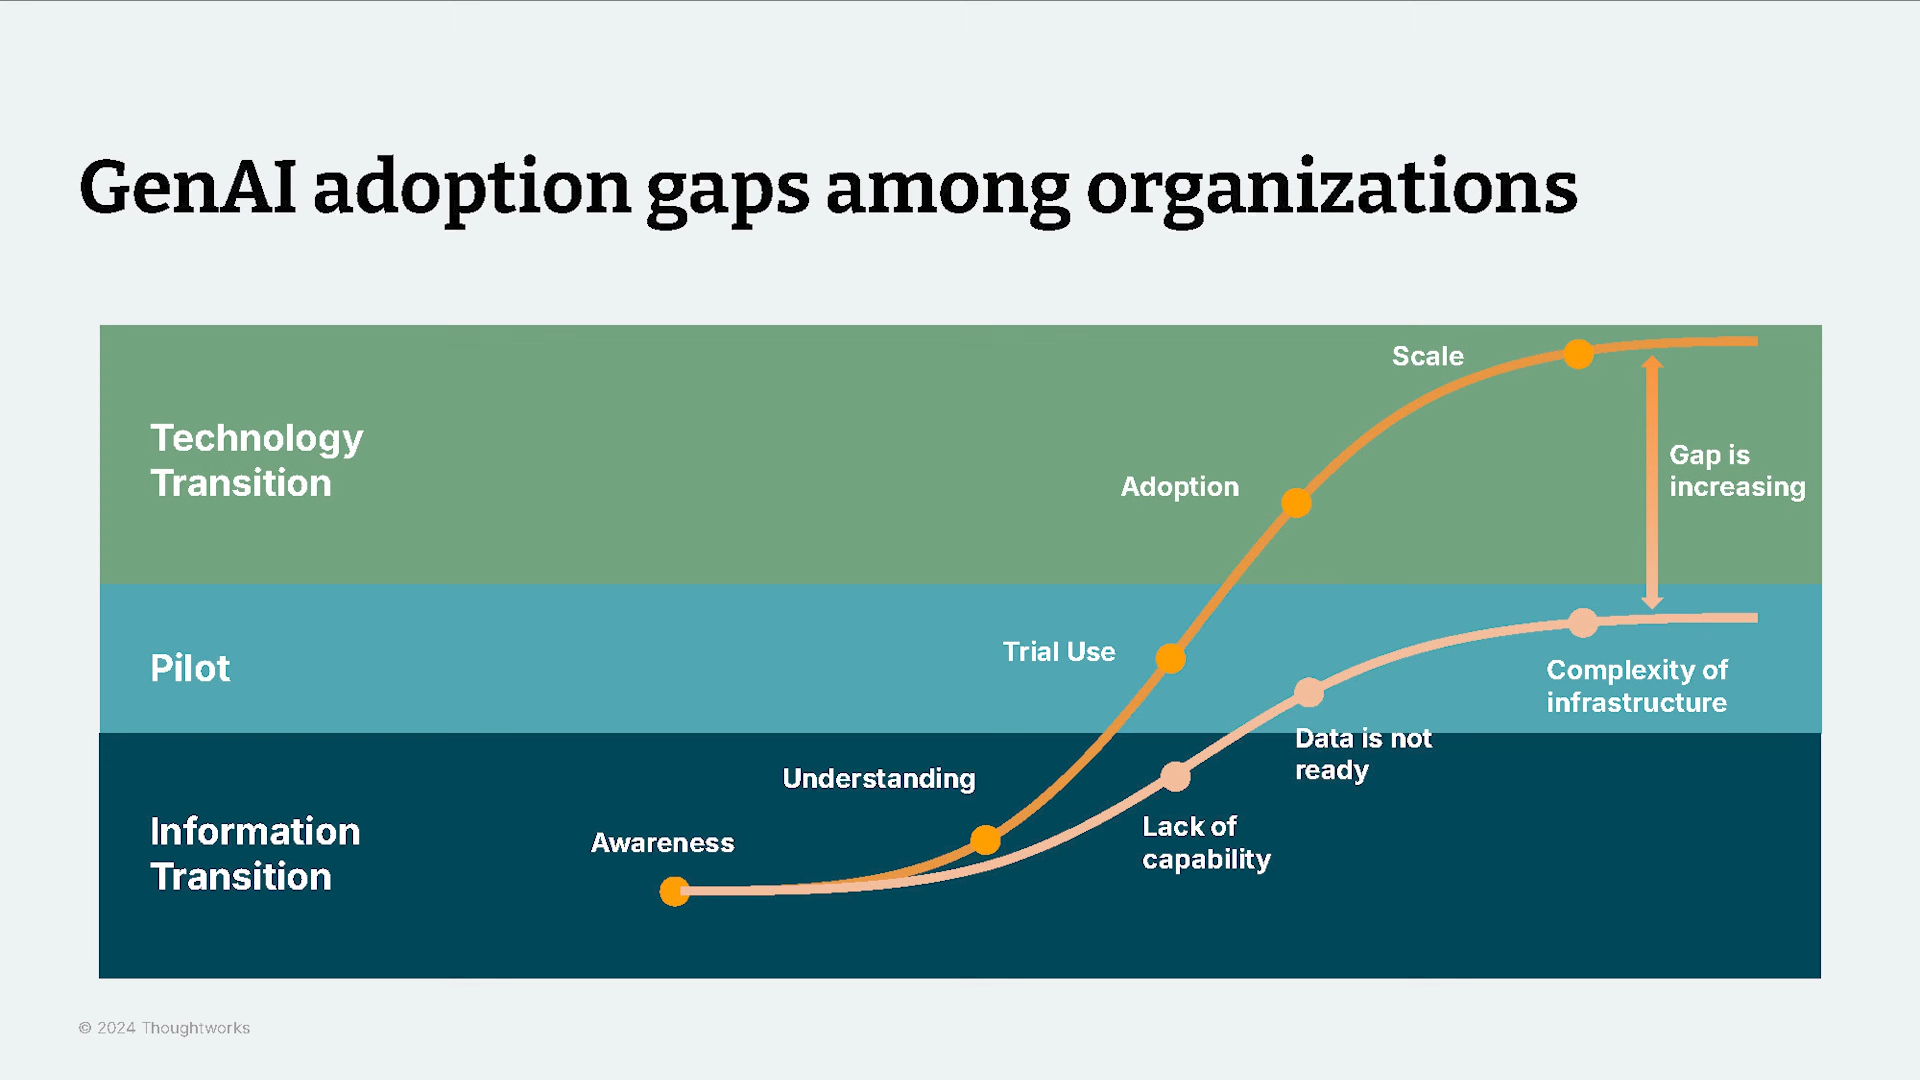 GenAI adoption gaps among organizations
Technology
Transition
Scale
Gap is
increasing
Adoption
Pilot
Trial Use
Complexity of
infrastructure
Data is not
ready
Information
Transition
Understanding
Awareness
Lack of
capability
© 2024 Thoughtworks